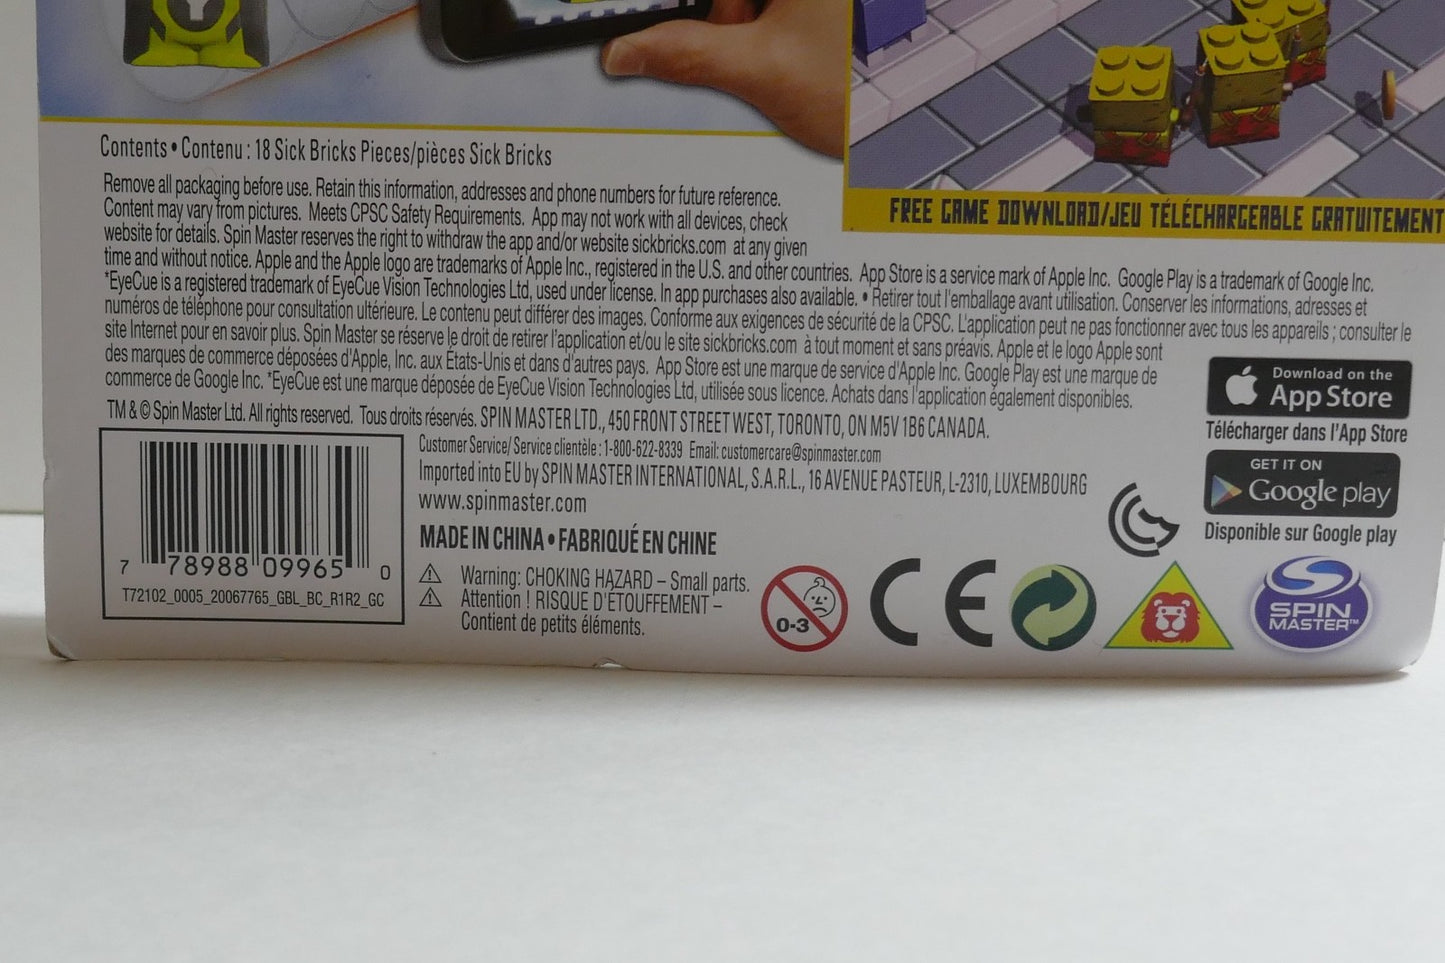 Contents • Contenu : 18 Sick Bricks Pieces/pièces Sick Bricks
Remove all packaging before use. Retain this information, addresses and phone numbers for future reference.
Content may vary from pictures. Meets CPSC Safety Requirements. App may not work with all devices, check
website for details. Spin Master reserves the right to withdraw the app and/or website sickbricks.com at any given
time and without notice. Apple and the Apple logo are trademarks of Apple Inc., registered in the U.S. and other countries. App Store is a service mark of Apple Inc. Google Play is a trademark of Google Inc.
*EyeCue is a registered trademark of EyeCue Vision Technologies Ltd, used under license. In app purchases also available. • Retirer tout l'emballage avant utilisation. Conserver les informations, adresses et
numéros de téléphone pour consultation ultérieure. Le contenu peut différer des images. Conforme aux exigences de sécurité de la CPSC. L'application peut ne pas fonctionner avec tous les appareils ; consulter le
site Internet pour en savoir plus. Spin Master se réserve le droit de retirer l'application et/ou le site sickbricks.com à tout moment et sans préavis. Apple et le logo Apple sont
des marques de commerce déposées d'Apple, Inc. aux États-Unis et dans d'autres pays. App Store est une marque de service d'Apple Inc. Google Play est une marque de
commerce de Google Inc. *EyeCue est une marque déposée de EyeCue Vision Technologies Ltd, utilisée sous licence. Achats dans l'application également disponibles.
TM & © Spin Master Ltd. All rights reserved. Tous droits réservés. SPIN MASTER LTD., 450 FRONT STREET WEST, TORONTO, ON M5V 1B6 CANADA.
Customer Service/ Service clientèle : 1-800-622-8339 Email: customercare@spinmaster.com
Imported into EU by SPIN MASTER INTERNATIONAL, S.A.R.L., 16 AVENUE PASTEUR, L-2310, LUXEMBOURG
www.spinmaster.com
MADE IN CHINA • FABRIQUÉ EN CHINE
Warning: CHOKING HAZARD – Small parts.
Attention ! RISQUE D'ÉTOUFFEMENT –
Contient de petits éléments.
7 78988 09965 0
T72102_0005_20067765_GBL_BC_R1R2_GC
0-3
CE
FREE GAME DOWNLOAD/JEU TÉLÉCHARGEABLE GRATUITEMENT
Download on the
App Store
Télécharger dans l'App Store
GET IT ON
Google play
Disponible sur Google play
SPIN
MASTER™